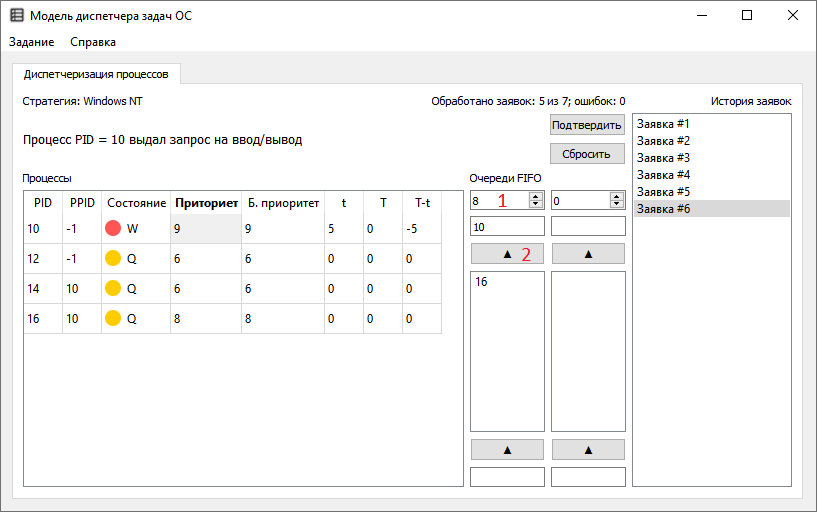 Модель диспетчера задач ОС
Задание Справка
Диспетчеризация процессов
Стратегия: Windows NT Обработано заявок: 5 из 7; ошибок: 0 История заявок
Процесс PID = 10 выдал запрос на ввод/вывод
Подтвердить
Сбросить
Заявка #1
Заявка #2
Заявка #3
Заявка #4
Заявка #5
Заявка #6
Процессы
PID PPID Состояние Приториет Б. приоритет t T T-t
10 -1 W 9 9 5 0 -5
12 -1 Q 6 6 0 0 0
14 10 Q 6 6 0 0 0
16 10 Q 8 8 0 0 0
Очереди FIFO
8 1 0
10
▲ 2 ▲
16
▲ ▲